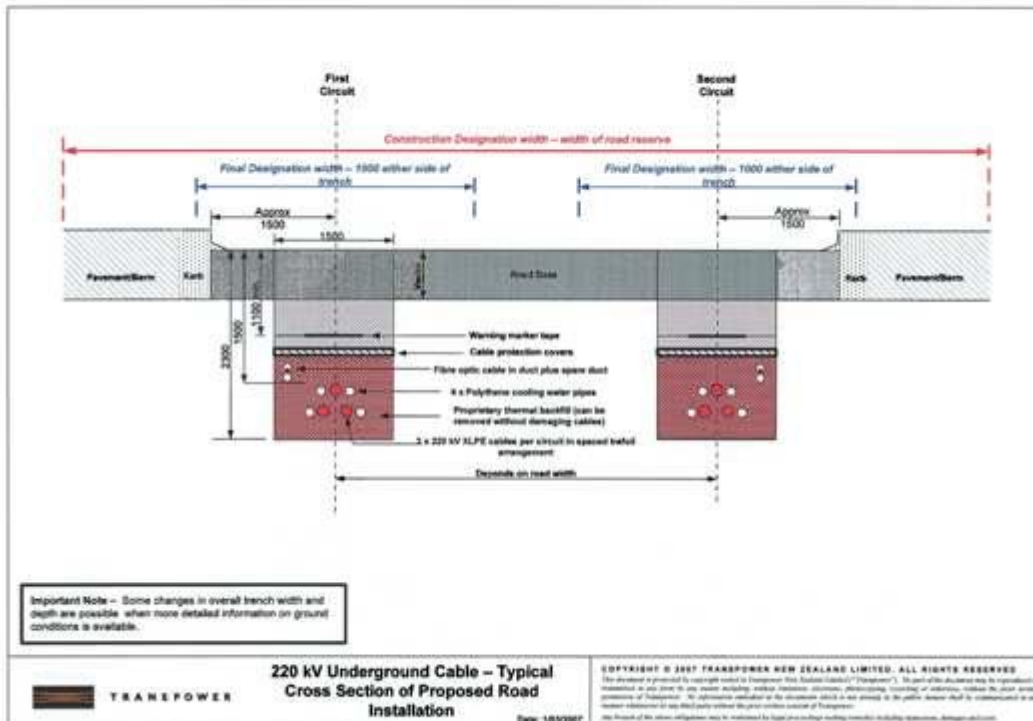 First
Circuit
Second
Circuit
Construction Designation width – width of road reserve
Final Designation width – 1000 either side of
trench
Final Designation width – 1000 either side of
trench
Approx
1500
1500
Approx
1500
Pavement/Berm
Kerb
Road Base
Kerb
Pavement/Berm
1100 min.
1500
2300
Warning marker tape
Cable protection covers
Fibre optic cable in duct plus spare duct
4 x Polythene cooling water pipes
Proprietary thermal backfill (can be
removed without damaging cables)
3 x 220 kV XLPE cables per circuit in spaced trefoil
arrangement
Depends on road width
Important Note – Some changes in overall trench width and
depth are possible when more detailed information on ground
conditions is available.
TRANSPOWER
220 kV Underground Cable – Typical
Cross Section of Proposed Road
Installation
COPYRIGHT © 2007 TRANSPOWER NEW ZEALAND LIMITED. ALL RIGHTS RESERVED